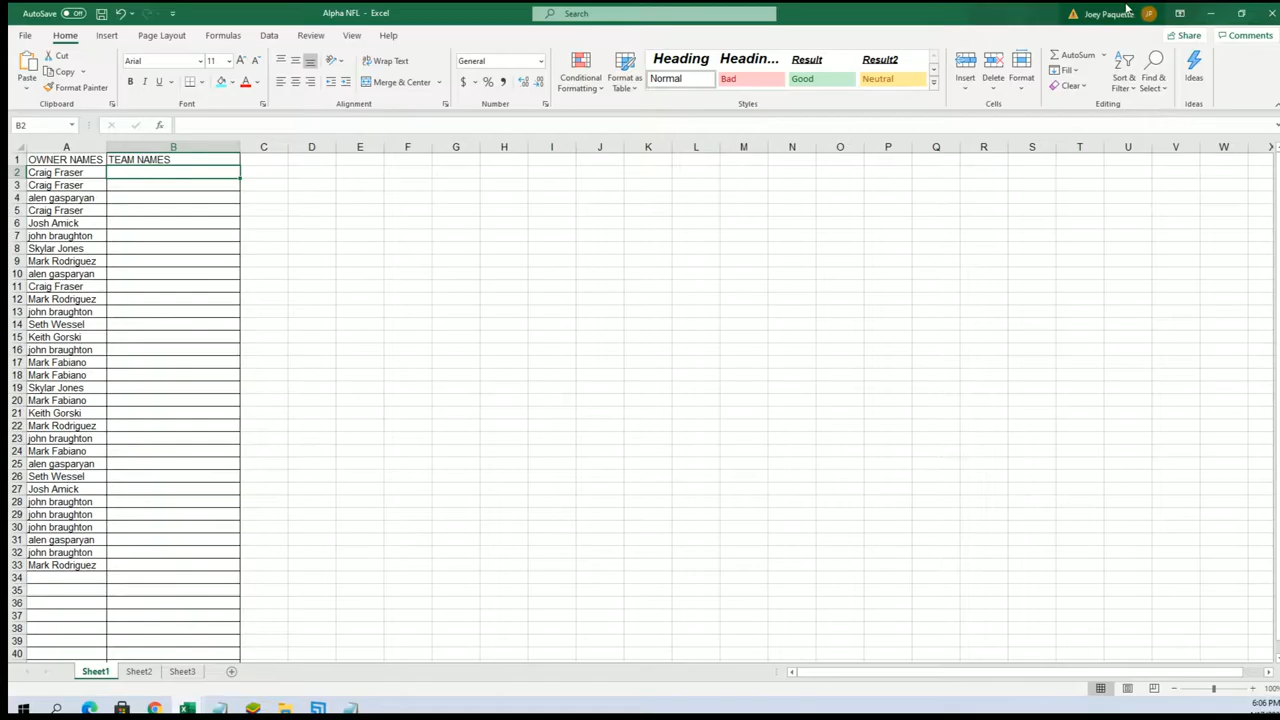 AutoSave Off Alpha NFL - Excel Search Joey Paquette JP
File Home Insert Page Layout Formulas Data Review View Help Share Comments
Paste Cut Copy Format Painter Clipboard
Arial 11 A A B I U A Font
Wrap Text Merge & Center Alignment
General $ % Number
Conditional Formatting Format as Table
Heading Headin... Result Result2
Normal Bad Good Neutral
Styles
Insert Delete Format Cells
AutoSum Fill Clear Sort & Filter Find & Select Editing
Ideas Ideas
B2 fx
A B C D E F G H I J K L M N O P Q R S T U V W X
1 OWNER NAMES TEAM NAMES
2 Craig Fraser
3 Craig Fraser
4 alen gasparyan
5 Craig Fraser
6 Josh Amick
7 john braughton
8 Skylar Jones
9 Mark Rodriguez
10 alen gasparyan
11 Craig Fraser
12 Mark Rodriguez
13 john braughton
14 Seth Wessel
15 Keith Gorski
16 john braughton
17 Mark Fabiano
18 Mark Fabiano
19 Skylar Jones
20 Mark Fabiano
21 Keith Gorski
22 Mark Rodriguez
23 john braughton
24 Mark Fabiano
25 alen gasparyan
26 Seth Wessel
27 Josh Amick
28 john braughton
29 john braughton
30 john braughton
31 alen gasparyan
32 john braughton
33 Mark Rodriguez
34
35
36
37
38
39
40
Sheet1 Sheet2 Sheet3
100%
6:06 PM